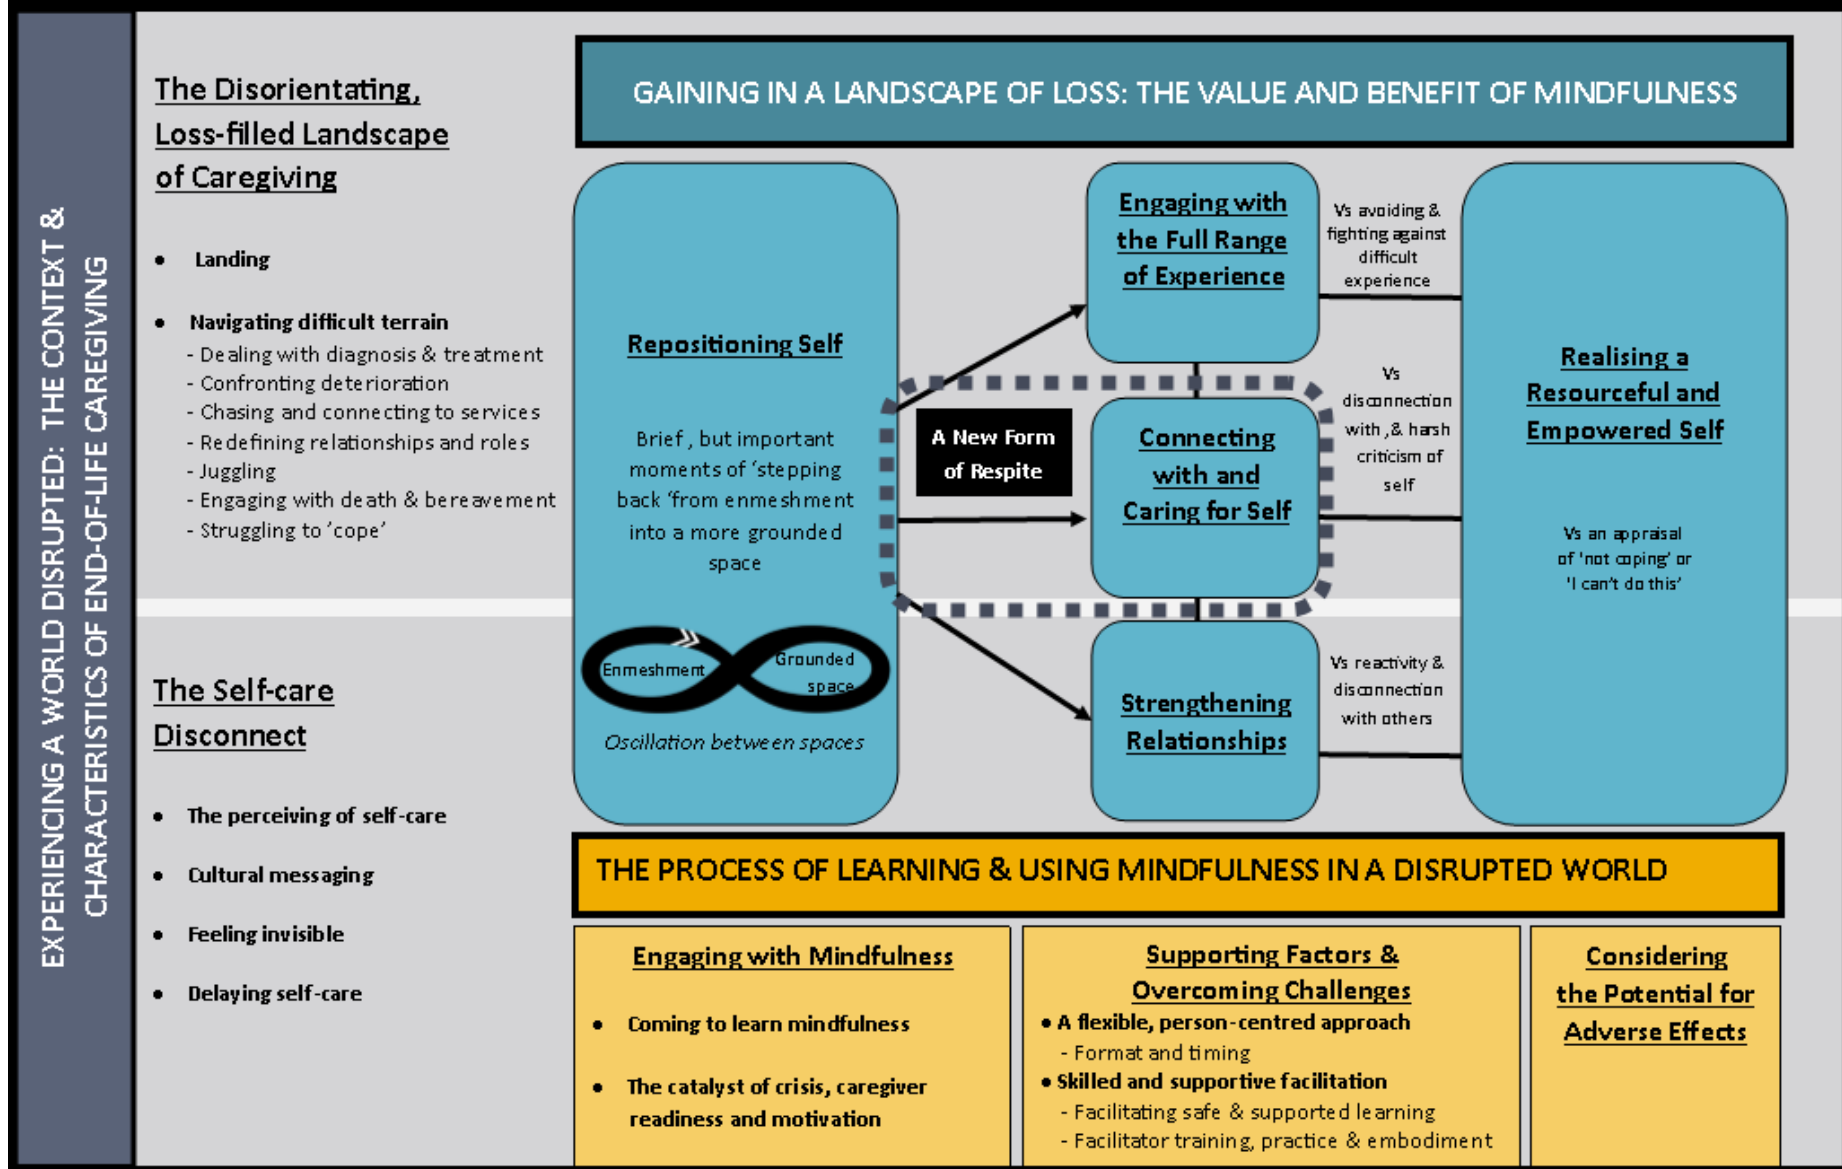 EXPERIENCING A WORLD DISRUPTED: THE CONTEXT &
CHARACTERISTICS OF END-OF-LIFE CAREGIVING
The Disorientating,
Loss-filled Landscape
of Caregiving
● Landing
● Navigating difficult terrain
- Dealing with diagnosis & treatment
- Confronting deterioration
- Chasing and connecting to services
- Redefining relationships and roles
- Juggling
- Engaging with death & bereavement
- Struggling to ‘cope’
The Self-care
Disconnect
● The perceiving of self-care
● Cultural messaging
● Feeling invisible
● Delaying self-care
GAINING IN A LANDSCAPE OF LOSS: THE VALUE AND BENEFIT OF MINDFULNESS
Repositioning Self
Brief , but important
moments of ‘stepping
back ‘from enmeshment
into a more grounded
space
Enmeshment
Grounded
space
Oscillation between spaces
A New Form
of Respite
Engaging with
the Full Range
of Experience
Connecting
with and
Caring for Self
Strengthening
Relationships
Vs avoiding &
fighting against
difficult
experience
Vs
disconnection
with ,& harsh
criticism of
self
Vs reactivity &
disconnection
with others
Realising a
Resourceful and
Empowered Self
Vs an appraisal
of 'not coping' or
'I can't do this'
THE PROCESS OF LEARNING & USING MINDFULNESS IN A DISRUPTED WORLD
Engaging with Mindfulness
● Coming to learn mindfulness
● The catalyst of crisis, caregiver
readiness and motivation
Supporting Factors &
Overcoming Challenges
● A flexible, person-centred approach
- Format and timing
● Skilled and supportive facilitation
- Facilitating safe & supported learning
- Facilitator training, practice & embodiment
Considering
the Potential for
Adverse Effects